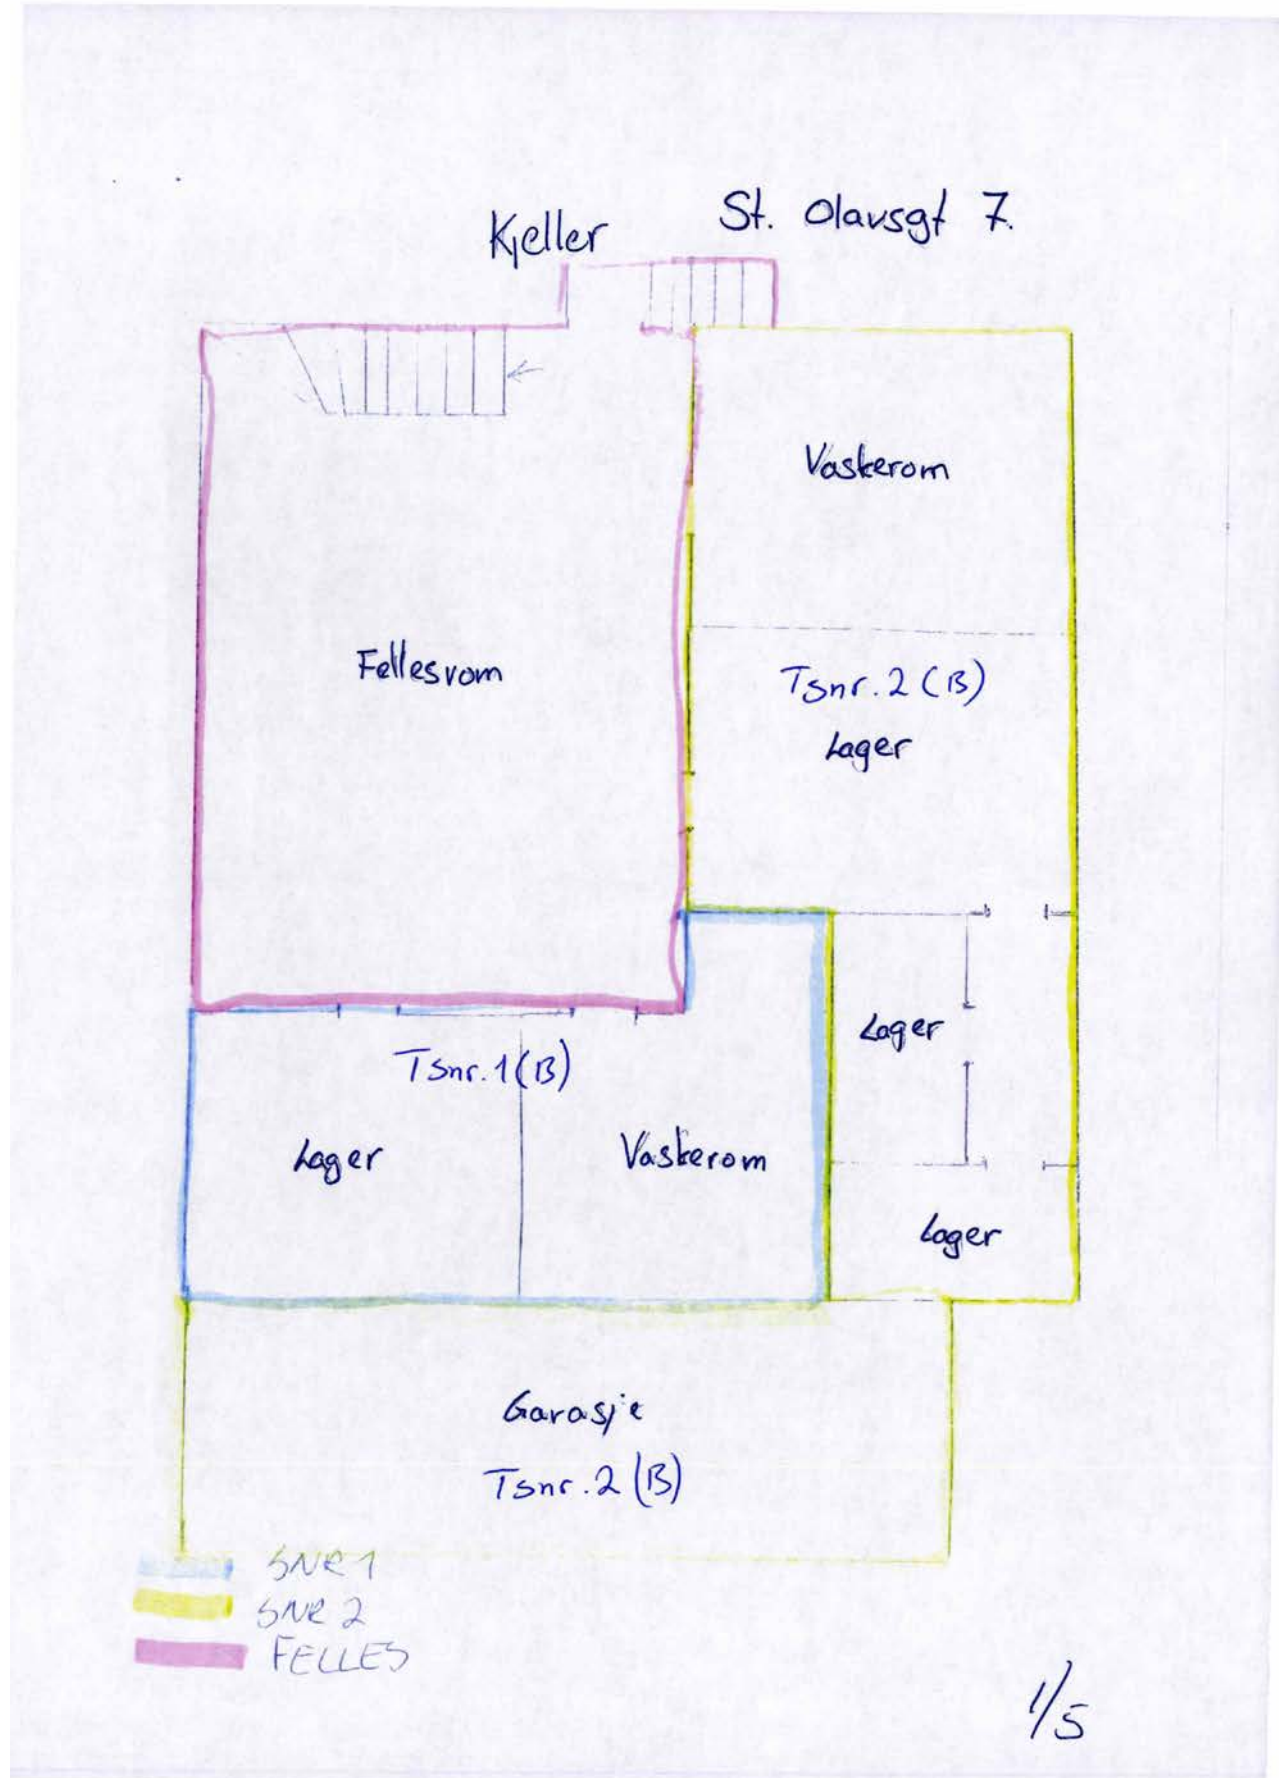 Kjeller
St. Olavsgt 7.
Vaskerom
Fellesrom
Tsnr. 2 (B)
Lager
Lager
Tsnr. 1 (B)
Lager
Vaskerom
Lager
Garasje
Tsnr. 2 (B)
SNR 1
SNR 2
FELLES
1/5